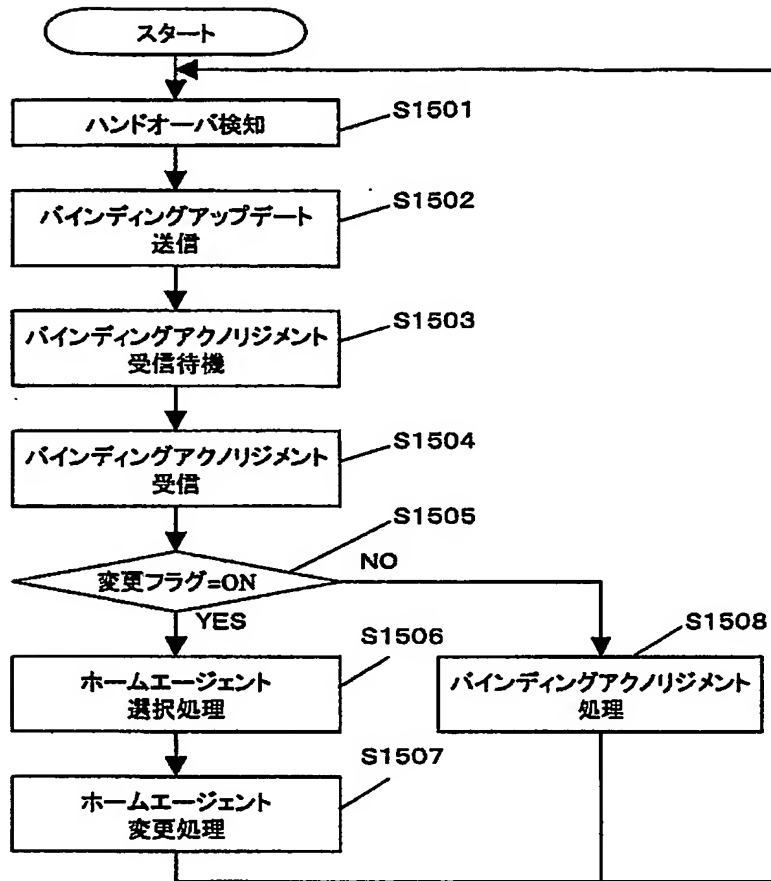 スタート
ハンドオーバ検知
S1501
バインディングアップデート
送信
S1502
バインディングアクノリジメント
受信待機
S1503
バインディングアクノリジメント
受信
S1504
変更フラグ=ON
S1505
NO
YES
ホームエージェント
選択処理
S1506
バインディングアクノリジメント
処理
S1508
ホームエージェント
変更処理
S1507